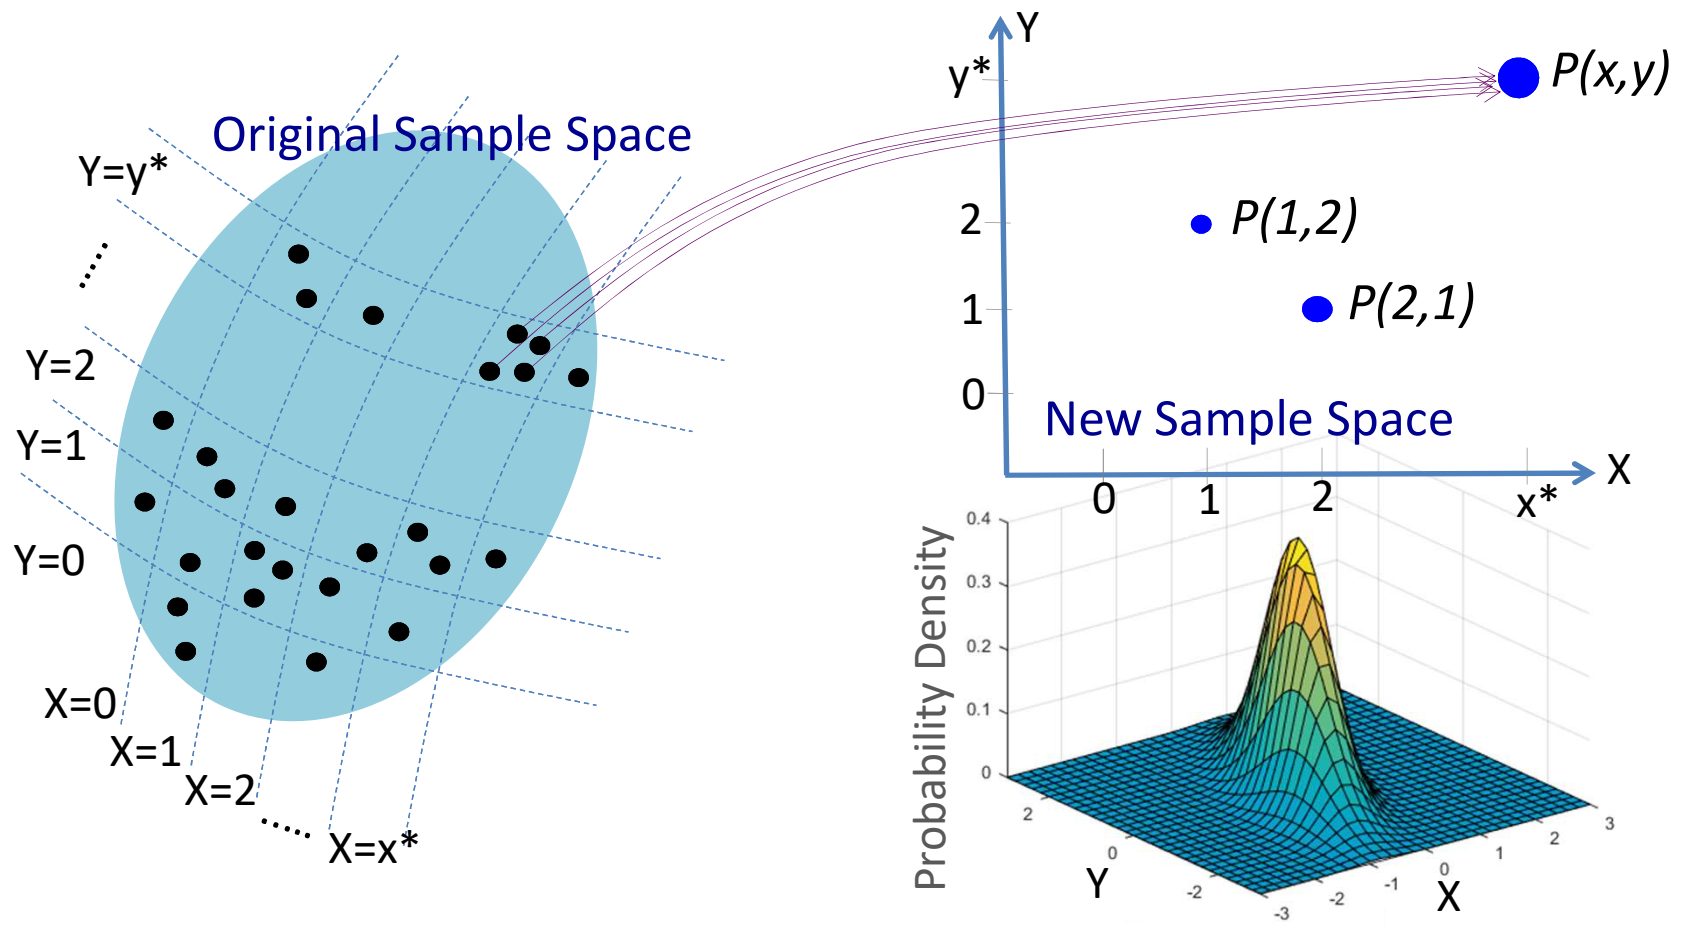 Original Sample Space
Y=y*
Y=2
Y=1
Y=0
X=0
X=1
X=2
X=x*
Y
y*
P(x,y)
2
P(1,2)
1
P(2,1)
0
New Sample Space
X
0
1
2
x*
Probability Density
0.4
0.3
0.2
0.1
0
2
0
-2
Y
-3
-2
-1
0
1
2
3
X